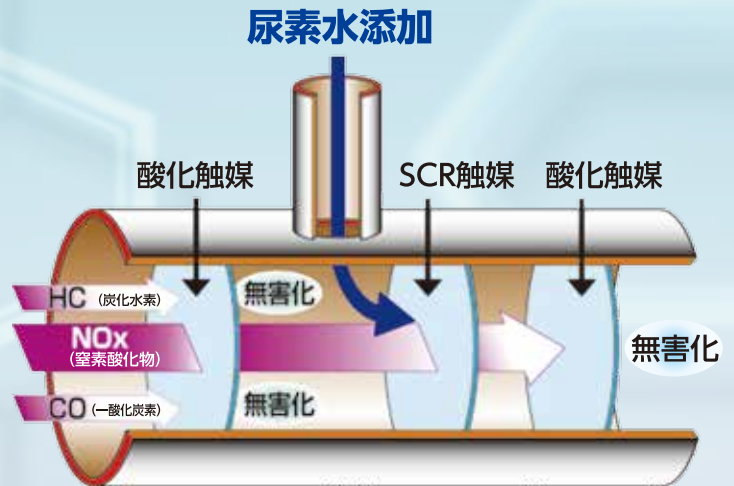 尿素水添加
酸化触媒
SCR触媒
酸化触媒
HC (炭化水素)
無害化
NOx
(窒素酸化物)
無害化
CO (一酸化炭素)
無害化